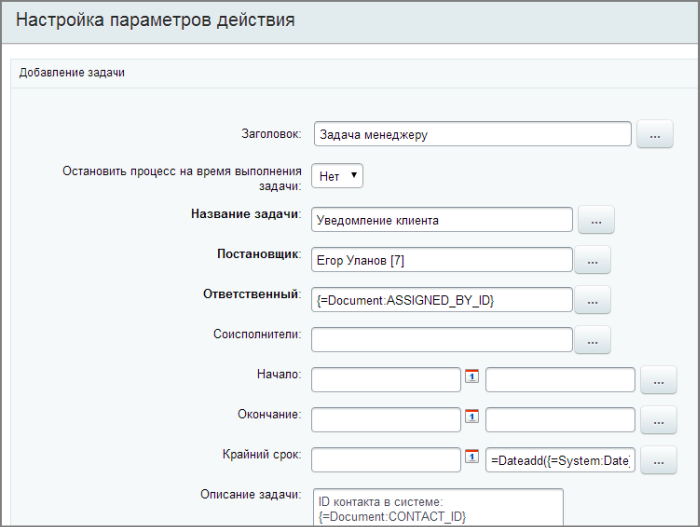 Настройка параметров действия
Добавление задачи
Заголовок: Задача менеджеру ...
Остановить процесс на время выполнения
задачи: Нет
Название задачи: Уведомление клиента ...
Постановщик: Егор Уланов [7] ...
Ответственный: {=Document:ASSIGNED_BY_ID} ...
Соисполнители: ...
Начало: 1 ...
Окончание: 1 ...
Крайний срок: 1 =Dateadd({=System:Date} ...
Описание задачи: ID контакта в системе:
{=Document:CONTACT_ID}